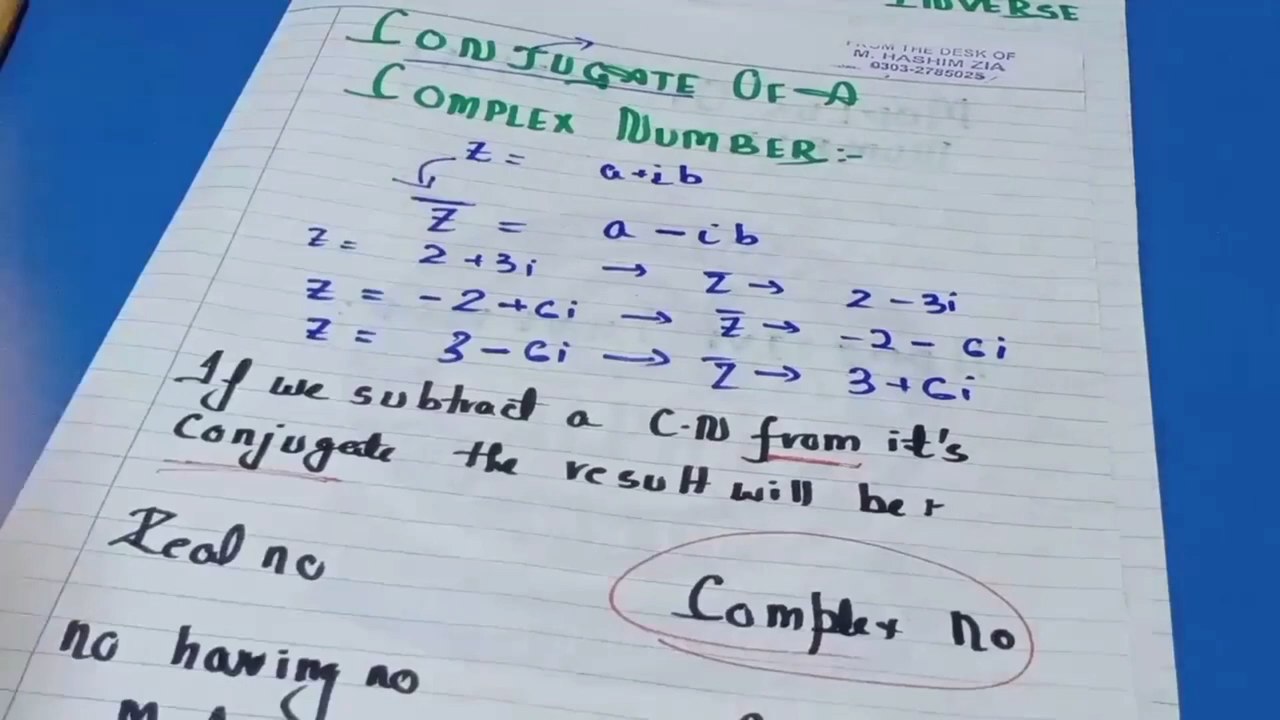 INVERSE
CONJUGATE OF A
FROM THE DESK OF
M. HASHIM ZIA
0303-2785025
COMPLEX NUMBER:-
z = a+ib
z̅ = a-ib
z = 2+3i → z̅ → 2-3i
z = -2+6i → z̅ → -2-6i
z = 3-6i → z̅ → 3+6i
If we subtract a C-N from it's
Conjugate the result will be r
Real no
Complex no
no having no